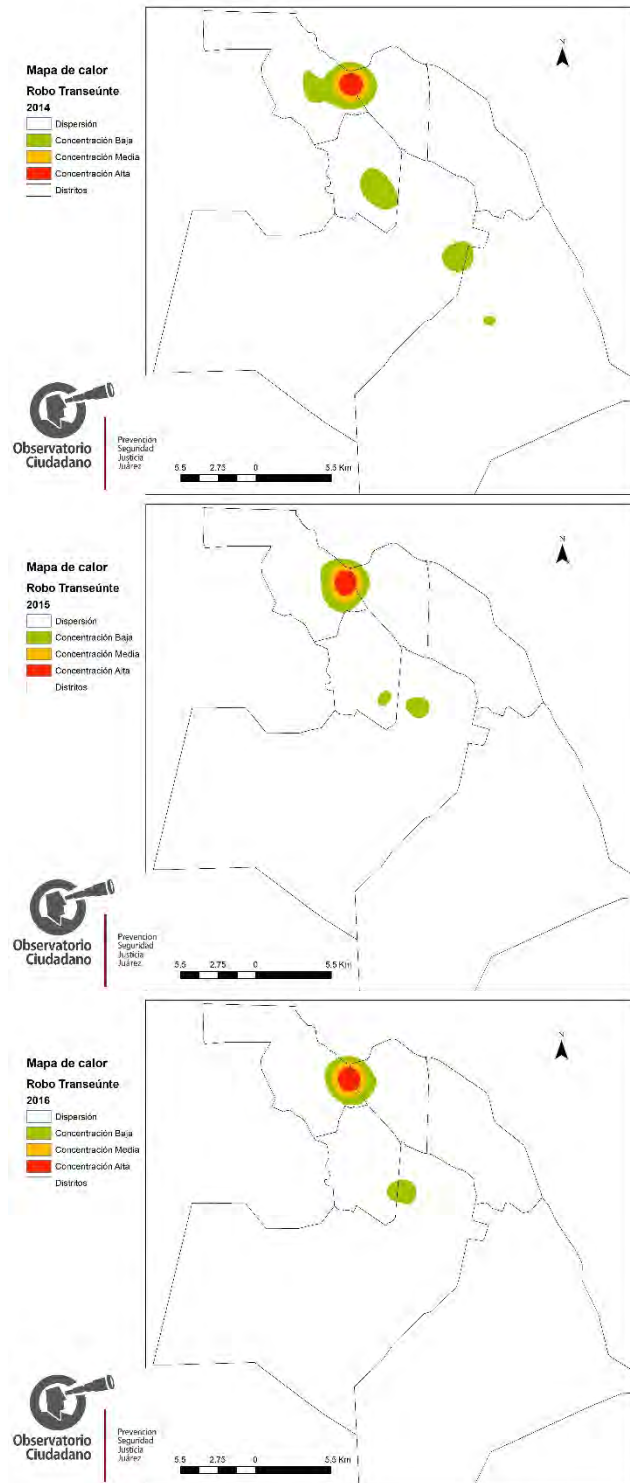 Mapa de calor
Robo Transeúnte
2014
Dispersión
Concentración Baja
Concentración Media
Concentración Alta
Distritos
N
Observatorio
Ciudadano
Prevención
Seguridad
Justicia
Juárez
5.5 2.75 0 5.5 Km
Mapa de calor
Robo Transeúnte
2015
Dispersión
Concentración Baja
Concentración Media
Concentración Alta
Distritos
N
Observatorio
Ciudadano
Prevención
Seguridad
Justicia
Juárez
5.5 2.75 0 5.5 Km
Mapa de calor
Robo Transeúnte
2016
Dispersión
Concentración Baja
Concentración Media
Concentración Alta
Distritos
N
Observatorio
Ciudadano
Prevención
Seguridad
Justicia
Juárez
5.5 2.75 0 5.5 Km